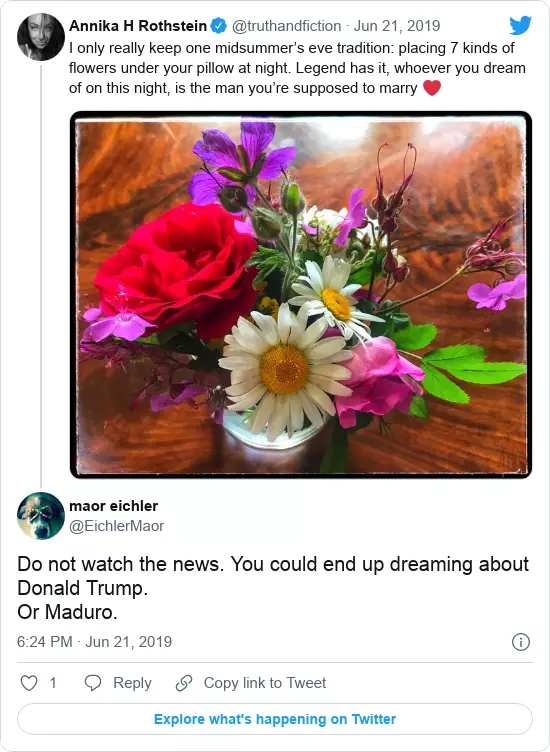 Annika H Rothstein @truthandfiction · Jun 21, 2019
I only really keep one midsummer’s eve tradition: placing 7 kinds of
flowers under your pillow at night. Legend has it, whoever you dream
of on this night, is the man you’re supposed to marry ❤️
maor eichler
@EichlerMaor
Do not watch the news. You could end up dreaming about
Donald Trump.
Or Maduro.
6:24 PM · Jun 21, 2019
1 Reply Copy link to Tweet
Explore what's happening on Twitter